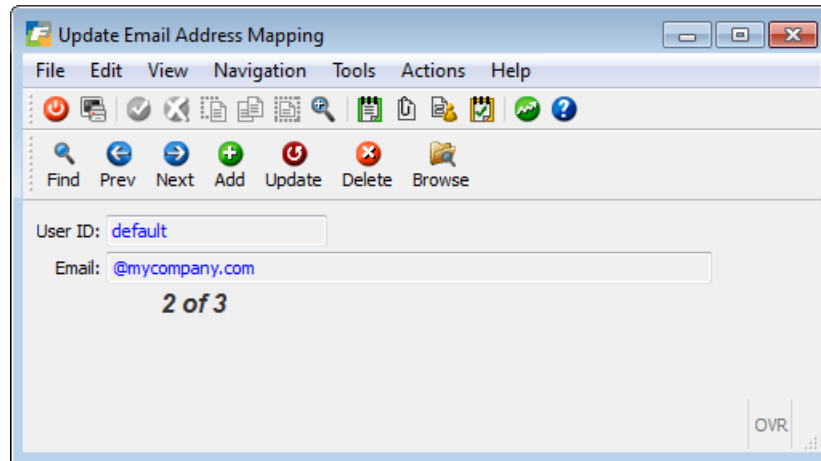 Update Email Address Mapping
File Edit View Navigation Tools Actions Help
Find Prev Next Add Update Delete Browse
User ID: default
Email: @mycompany.com
2 of 3
OVR